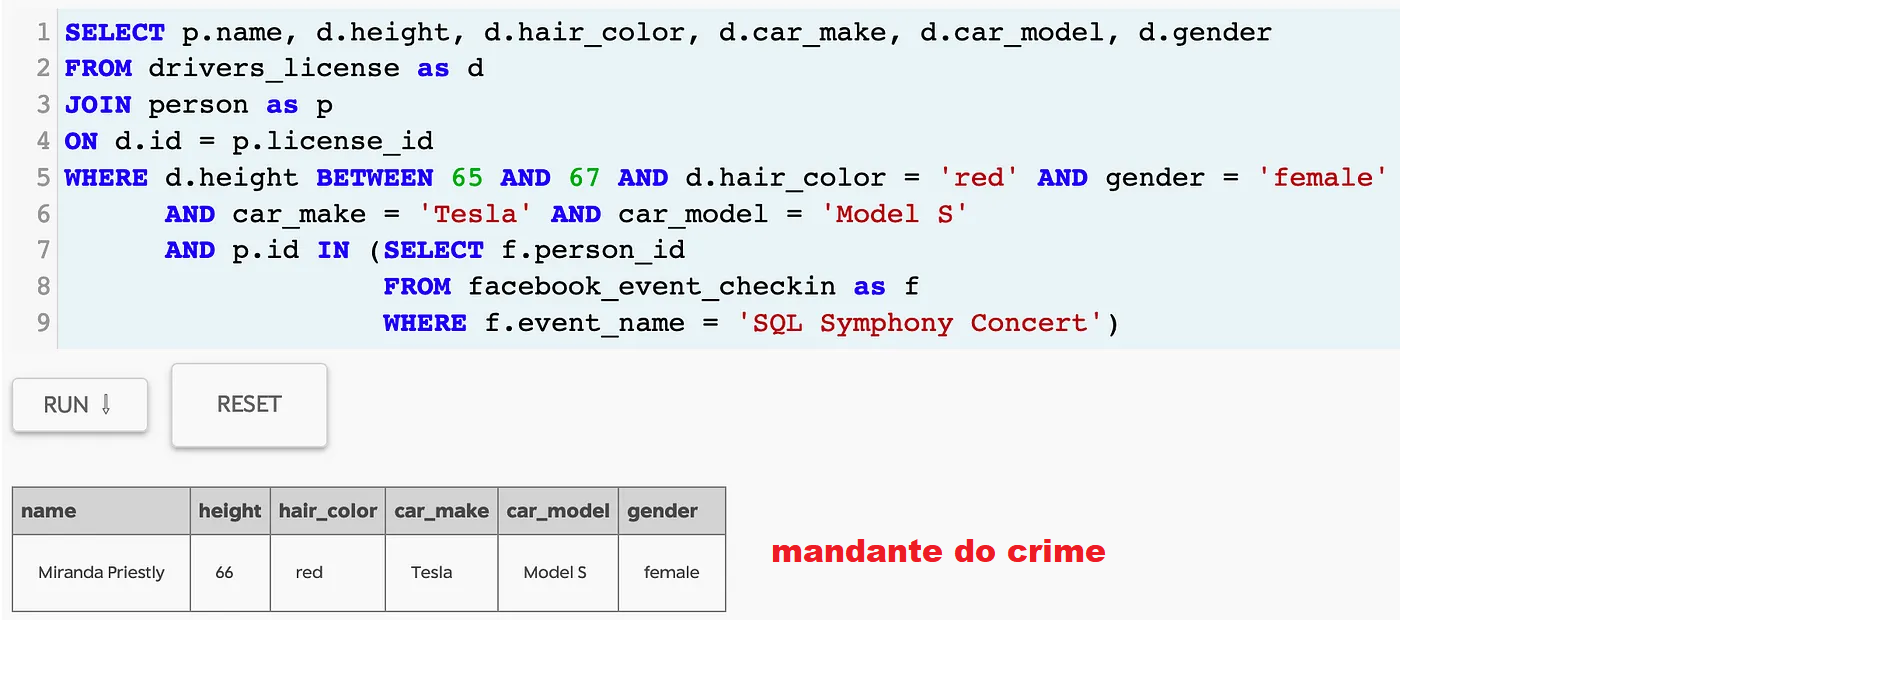 1 SELECT p.name, d.height, d.hair_color, d.car_make, d.car_model, d.gender
2 FROM drivers_license as d
3 JOIN person as p
4 ON d.id = p.license_id
5 WHERE d.height BETWEEN 65 AND 67 AND d.hair_color = 'red' AND gender = 'female'
6 AND car_make = 'Tesla' AND car_model = 'Model S'
7 AND p.id IN (SELECT f.person_id
8 FROM facebook_event_checkin as f
9 WHERE f.event_name = 'SQL Symphony Concert')
RUN ⇩ RESET
name height hair_color car_make car_model gender
Miranda Priestly 66 red Tesla Model S female
mandante do crime